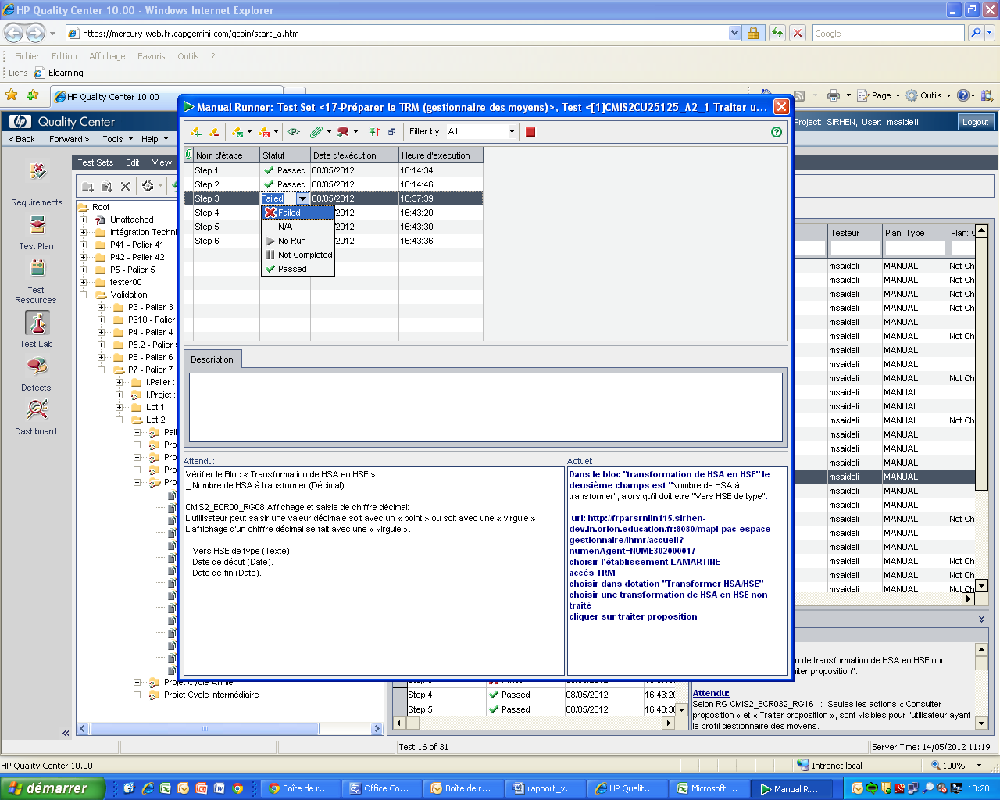 HP Quality Center 10.00 - Windows Internet Explorer
https://mercury-web.fr.capgemini.com/qcbin/start_a.htm
Google
Fichier Edition Affichage Favoris Outils ?
Liens Elearning
HP Quality Center 10.00
Page Outils
Manual Runner: Test Set <17-Préparer le TRM (gestionnaire des moyens)>, Test <[1]CMIS2CU25125_A2_1 Traiter u...
Quality Center
Project: SIRHEN, User: msaideli
Logout
< Back Forward > Tools Help
Filter by: All
Test Sets Edit View
Nom d'étape Statut Date d'exécution Heure d'exécution
Step 1 Passed 08/05/2012 16:14:34
Step 2 Passed 08/05/2012 16:14:46
Step 3 Failed 08/05/2012 16:37:39
Step 4 /2012 16:43:20
Step 5 /2012 16:43:30
Step 6 /2012 16:43:36
Failed
N/A
No Run
Not Completed
Passed
Requirements
Test Plan
Test Resources
Test Lab
Defects
Dashboard
Root
Unattached
Intégration Techni
P41 - Palier 41
P42 - Palier 42
P5 - Palier 5
tester00
Validation
P3 - Palier 3
P310 - Palier
P4 - Palier 4
P5.2 - Palier 5
P6 - Palier 6
P7 - Palier 7
I.Palier :
I.Projet :
Lot 1
Lot 2
Pali
Proj
Proj
Proj
Proj
Projet Cycle Annie
Projet Cycle intermédiaire
Testeur Plan: Type Plan: C
msaideli MANUAL Not Ch
msaideli MANUAL Not Ch
msaideli MANUAL Not Ch
msaideli MANUAL Not Ch
msaideli MANUAL
msaideli MANUAL Not Ch
msaideli MANUAL
msaideli MANUAL
msaideli MANUAL Not Ch
msaideli MANUAL
msaideli MANUAL
msaideli MANUAL Not Ch
msaideli MANUAL
msaideli MANUAL
msaideli MANUAL
msaideli MANUAL
msaideli MANUAL
msaideli MANUAL
msaideli MANUAL Not Ch
msaideli MANUAL
msaideli MANUAL
msaideli MANUAL Not Ch
msaideli MANUAL Not Ch
msaideli MANUAL Not Ch
Description
Attendu:
Vérifier le Bloc « Transformation de HSA en HSE »:
_ Nombre de HSA à transformer (Décimal).
CMIS2_ECR00_RG08 Affichage et saisie de chiffre décimal:
L'utilisateur peut saisir une valeur décimale soit avec un « point » ou soit avec une « virgule ».
L'affichage d'un chiffre décimal se fait avec une « virgule ».
_ Vers HSE de type (Texte).
_ Date de début (Date).
_ Date de fin (Date).
Actuel:
Dans le bloc "transformation de HSA en HSE" le
deusième champs est "Nombre de HSA à
transformer", alors qu'il doit etre "Vers HSE de type".
url: http://frparsrnlin115.sirhen-
dev.in.orion.education.fr:8080/mapi-pac-espace-
gestionnaire/ihmr/accueil?
numenAgent=NUME302000017
choisir l'établissement LAMARTINE
accés TRM
choisir dans dotation "Transformer HSA/HSE"
choisir une transformation de HSA en HSE non
traité
cliquer sur traiter proposition
Step 4 Passed 08/05/2012 16:43:20
Step 5 Passed 08/05/2012 16:43:30
n de transformation de HSA en HSE non
aiter proposition".
Attendu:
Selon RG CMIS2_ECR032_RG16 : Seules les actions « Consulter
proposition » et « Traiter proposition », sont visibles pour l'utilisateur ayant
le profil gestionnaire des moyens.
Test 16 of 31
Server Time: 14/05/2012 11:19
HP Quality Center 10.00
Intranet local
100%
démarrer
Boîte de r...
Office Co...
Boîte de r...
rapport_v...
HP Qualit...
Microsoft ...
Manual R...
10:20